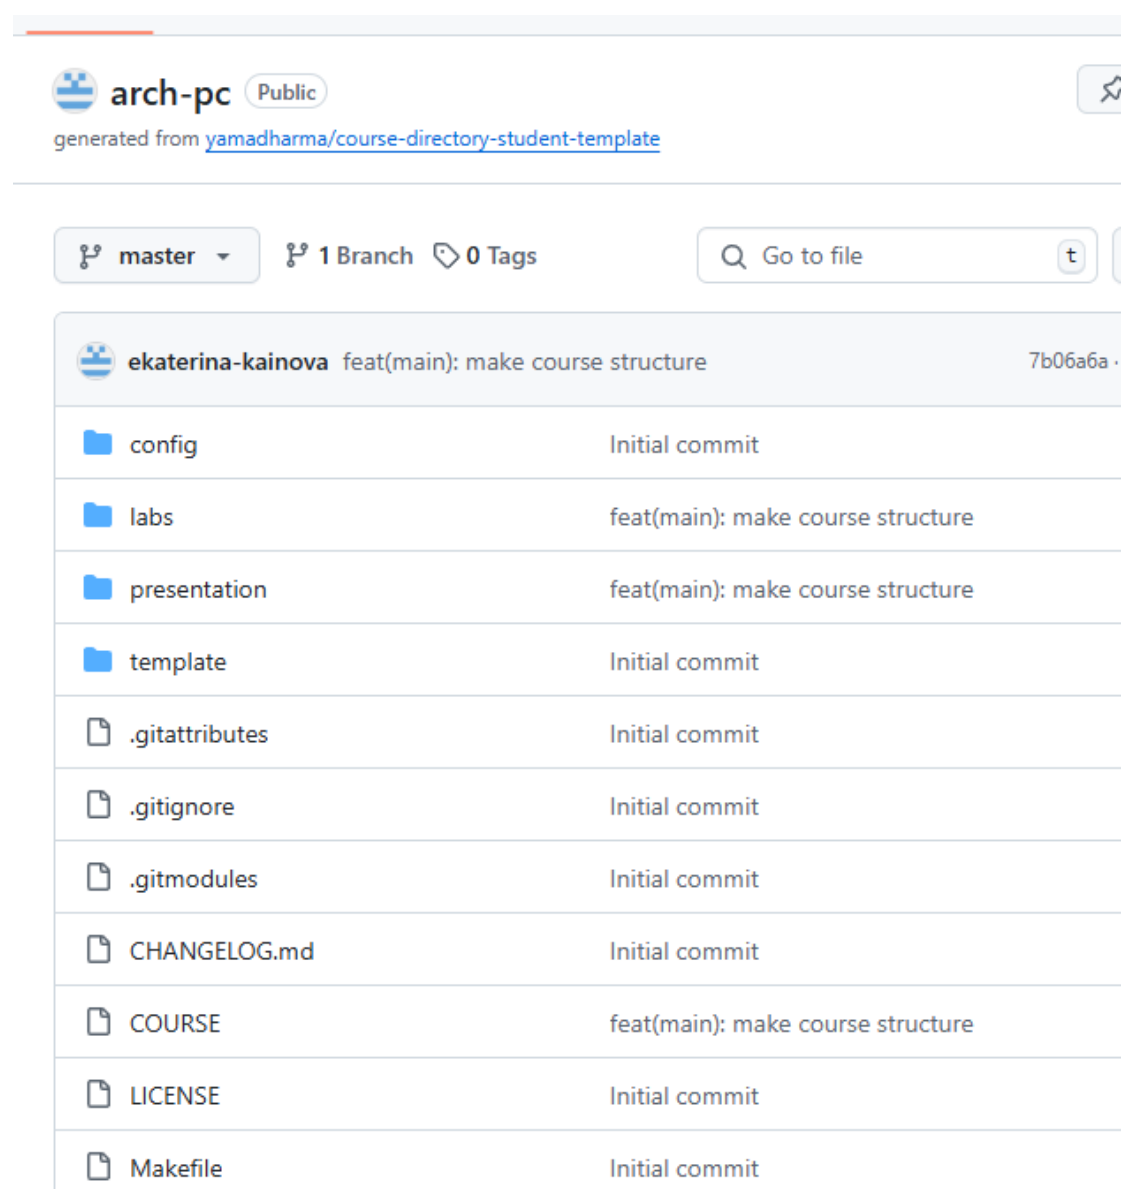 arch-pc Public
generated from yamadharma/course-directory-student-template
master 1 Branch 0 Tags Go to file t
ekaterina-kainova feat(main): make course structure 7b06a6a ·
config Initial commit
labs feat(main): make course structure
presentation feat(main): make course structure
template Initial commit
.gitattributes Initial commit
.gitignore Initial commit
.gitmodules Initial commit
CHANGELOG.md Initial commit
COURSE feat(main): make course structure
LICENSE Initial commit
Makefile Initial commit